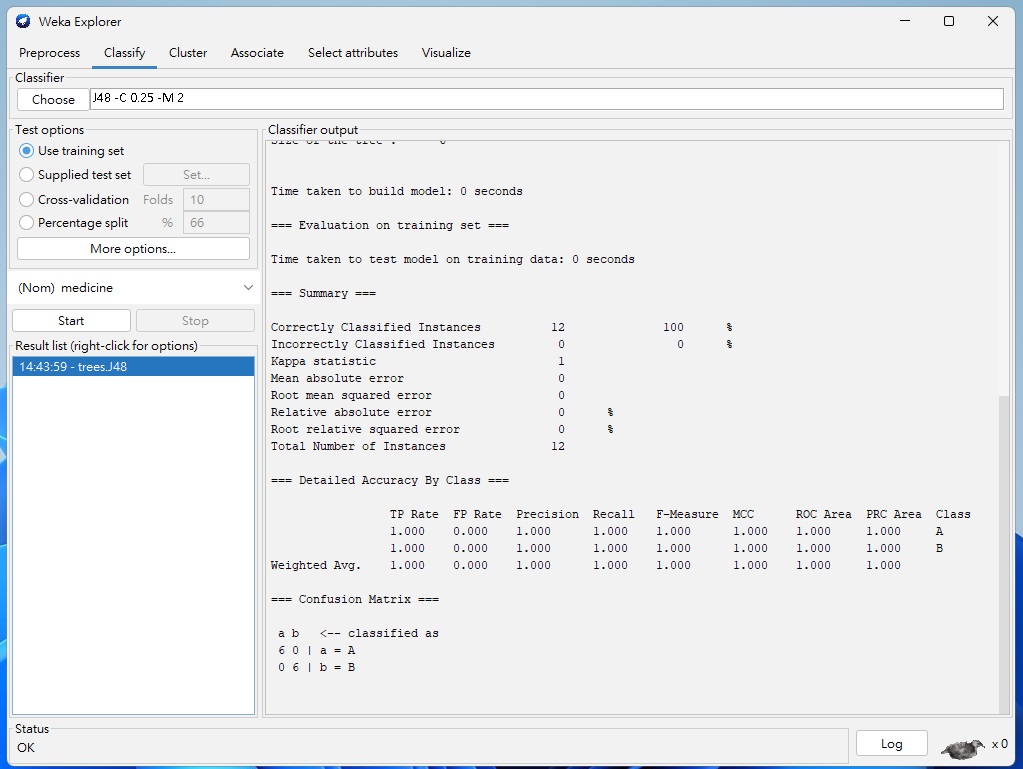 Weka Explorer
Preprocess Classify Cluster Associate Select attributes Visualize
Classifier
Choose J48 -C 0.25 -M 2
Test options
Use training set
Supplied test set Set...
Cross-validation Folds 10
Percentage split % 66
More options...
(Nom) medicine
Start Stop
Result list (right-click for options)
14:43:59 - trees.J48
Classifier output
Size of the tree :
Time taken to build model: 0 seconds
=== Evaluation on training set ===
Time taken to test model on training data: 0 seconds
=== Summary ===
Correctly Classified Instances 12 100 %
Incorrectly Classified Instances 0 0 %
Kappa statistic 1
Mean absolute error 0
Root mean squared error 0
Relative absolute error 0 %
Root relative squared error 0 %
Total Number of Instances 12
=== Detailed Accuracy By Class ===
TP Rate FP Rate Precision Recall F-Measure MCC ROC Area PRC Area Class
1.000 0.000 1.000 1.000 1.000 1.000 1.000 1.000 A
1.000 0.000 1.000 1.000 1.000 1.000 1.000 1.000 B
Weighted Avg. 1.000 0.000 1.000 1.000 1.000 1.000 1.000 1.000
=== Confusion Matrix ===
a b <-- classified as
6 0 | a = A
0 6 | b = B
Status
OK
Log
x 0